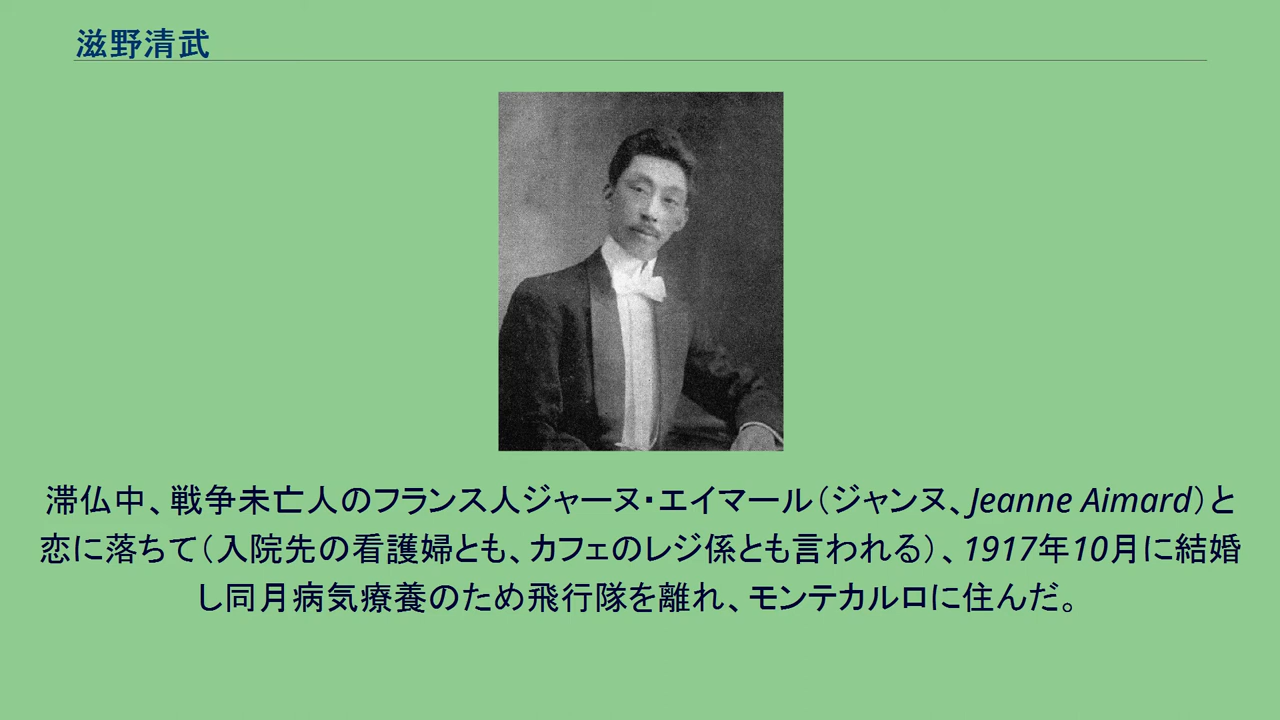 滋野清武
滞仏中、戦争未亡人のフランス人ジャーヌ・エイマール（ジャンヌ、Jeanne Aimard）と
恋に落ちて（入院先の看護婦とも、カフェのレジ係とも言われる）、1917年10月に結婚
し同月病気療養のため飛行隊を離れ、モンテカルロに住んだ。